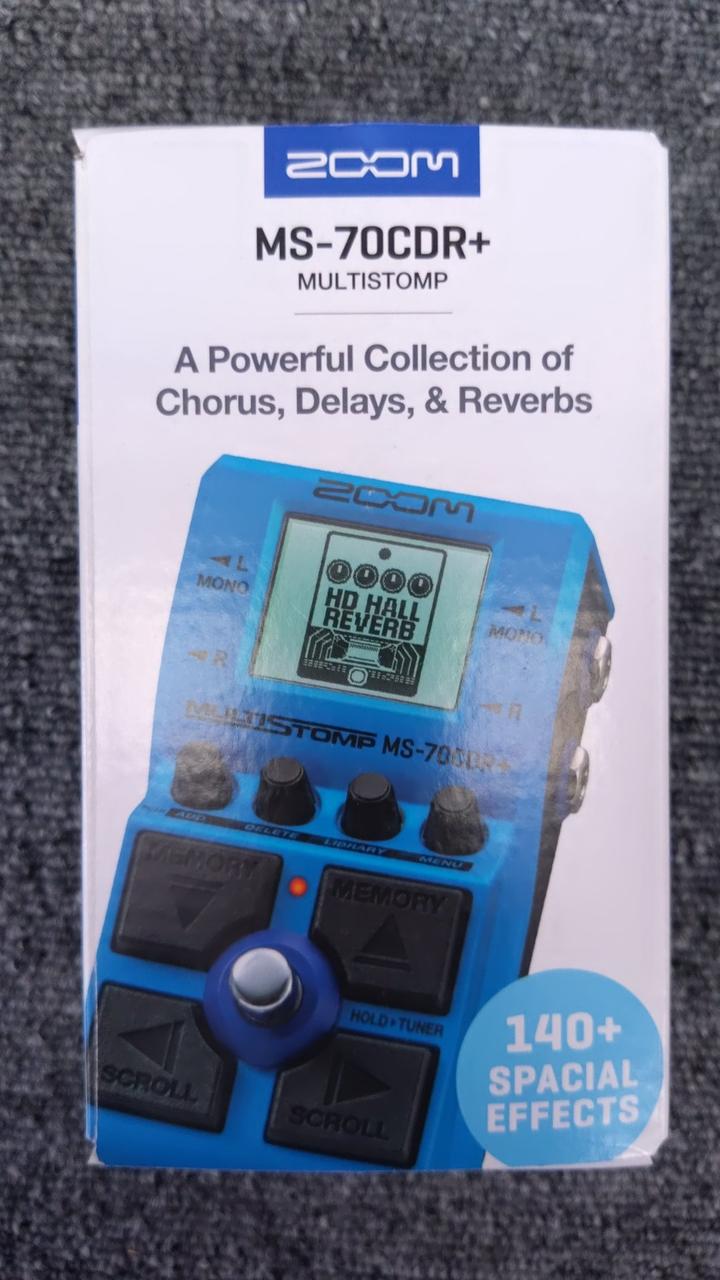 ZOOM
MS-70CDR+
MULTISTOMP
A Powerful Collection of
Chorus, Delays, & Reverbs
ZOOM
L
MONO
R
HD HALL
REVERB
L
MONO
R
MULTISTOMP MS-70CDR+
ADD
DELETE
LIBRARY
MENU
MEMORY
MEMORY
HOLD▶TUNER
SCROLL
SCROLL
140+
SPACIAL
EFFECTS